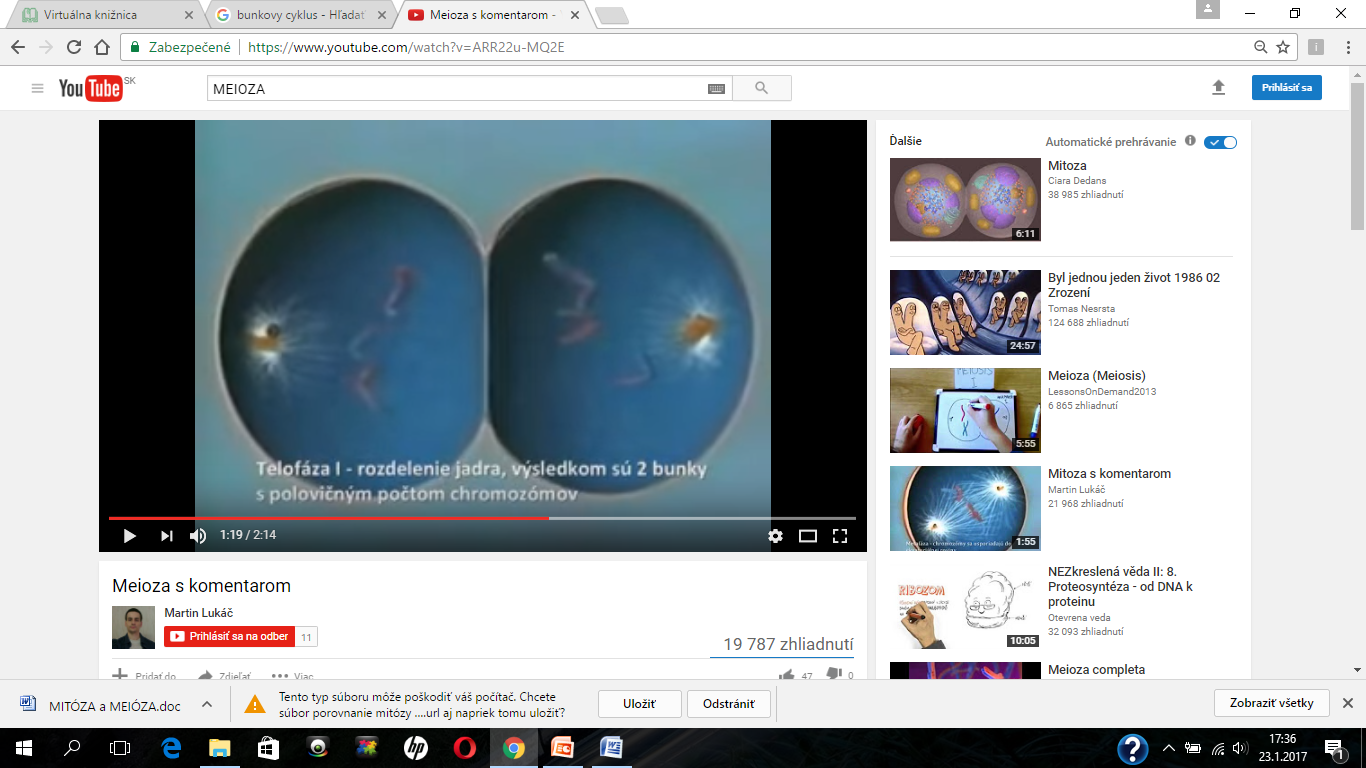 Virtuálna knižnica
bunkovy cyklus - Hľadať
Meioza s komentarom -
Zabezpečené
https://www.youtube.com/watch?v=ARR22u-MQ2E
YouTube SK
MEIOZA
Prihlásiť sa
Telofáza I - rozdelenie jadra, výsledkom sú 2 bunky
s polovičným počtom chromozómov
1:19 / 2:14
Meioza s komentarom
Martin Lukáč
Prihlásiť sa na odber 11
19 787 zhliadnutí
Pridať do
Zdieľať
Viac
47
0
Ďalšie
Automatické prehrávanie
Mitoza
Ciara Dedans
38 985 zhliadnutí
6:11
Byl jednou jeden život 1986 02
Zrození
Tomas Nesrsta
124 688 zhliadnutí
24:57
Meioza (Meiosis)
LessonsOnDemand2013
6 865 zhliadnutí
MEIOSIS
I
5:55
Mitoza s komentarom
Martin Lukáč
21 968 zhliadnutí
1:55
NEZkreslená věda II: 8.
Proteosyntéza - od DNA k
proteinu
Otevrena veda
32 093 zhliadnutí
RIBOZOM
10:05
Meioza completa
MITÓZA a MEIÓZA.doc
Tento typ súboru môže poškodiť váš počítač. Chcete
súbor porovnanie mitózy ....url aj napriek tomu uložiť?
Uložiť
Odstrániť
Zobraziť všetky
17:36
23.1.2017
1